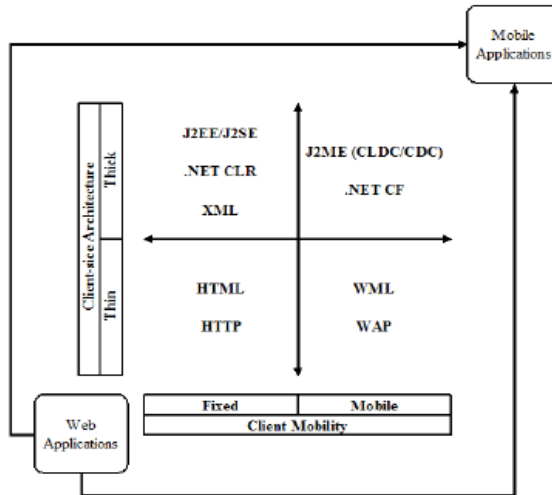 Mobile
Applications
J2EE/J2SE
.NET CLR
XML
J2ME (CLDC/CDC)
.NET CF
Client-sice Architecture
Thick
Thin
HTML
HTTP
WML
WAP
Fixed
Mobile
Client Mobility
Web
Applications